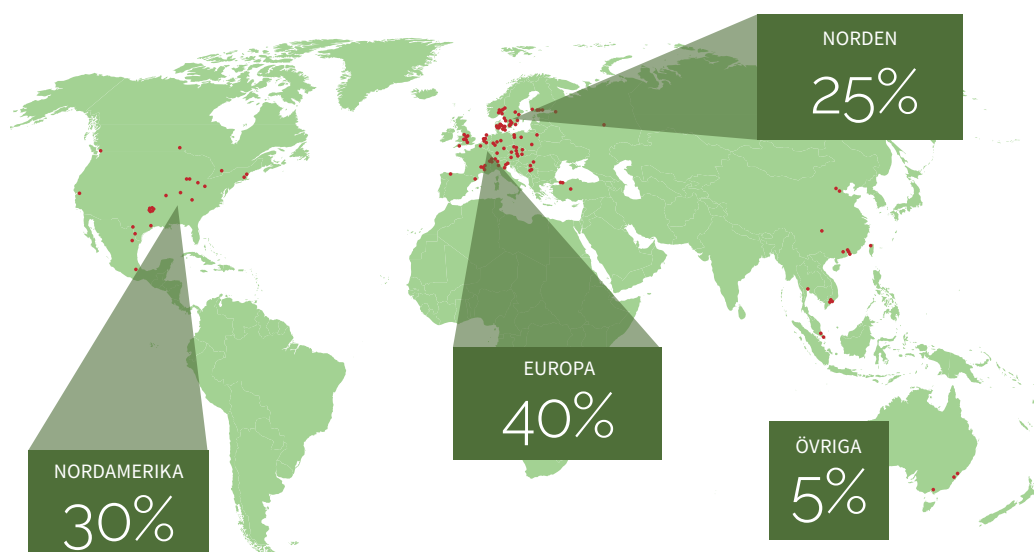 NORDEN
25%
EUROPA
40%
ÖVRIGA
5%
NORDAMERIKA
30%